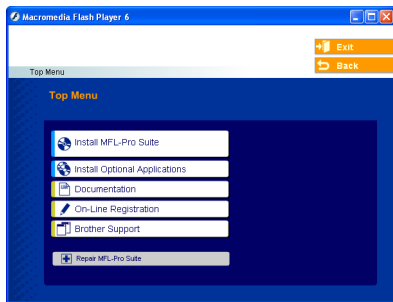 Macromedia Flash Player 6
Exit
Back
Top Menu
Top Menu
Install MFL-Pro Suite
Install Optional Applications
Documentation
On-Line Registration
Brother Support
Repair MFL-Pro Suite